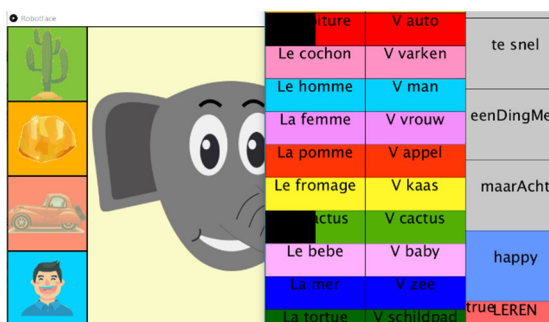 Robotface
V auto
Le cochon V varken
Le homme V man
La femme V vrouw
La pomme V appel
Le fromage V kaas
V cactus
Le bebe V baby
La mer V zee
La tortue V schildpad
te snel
eenDingMe
maarAcht
happy
true LEREN